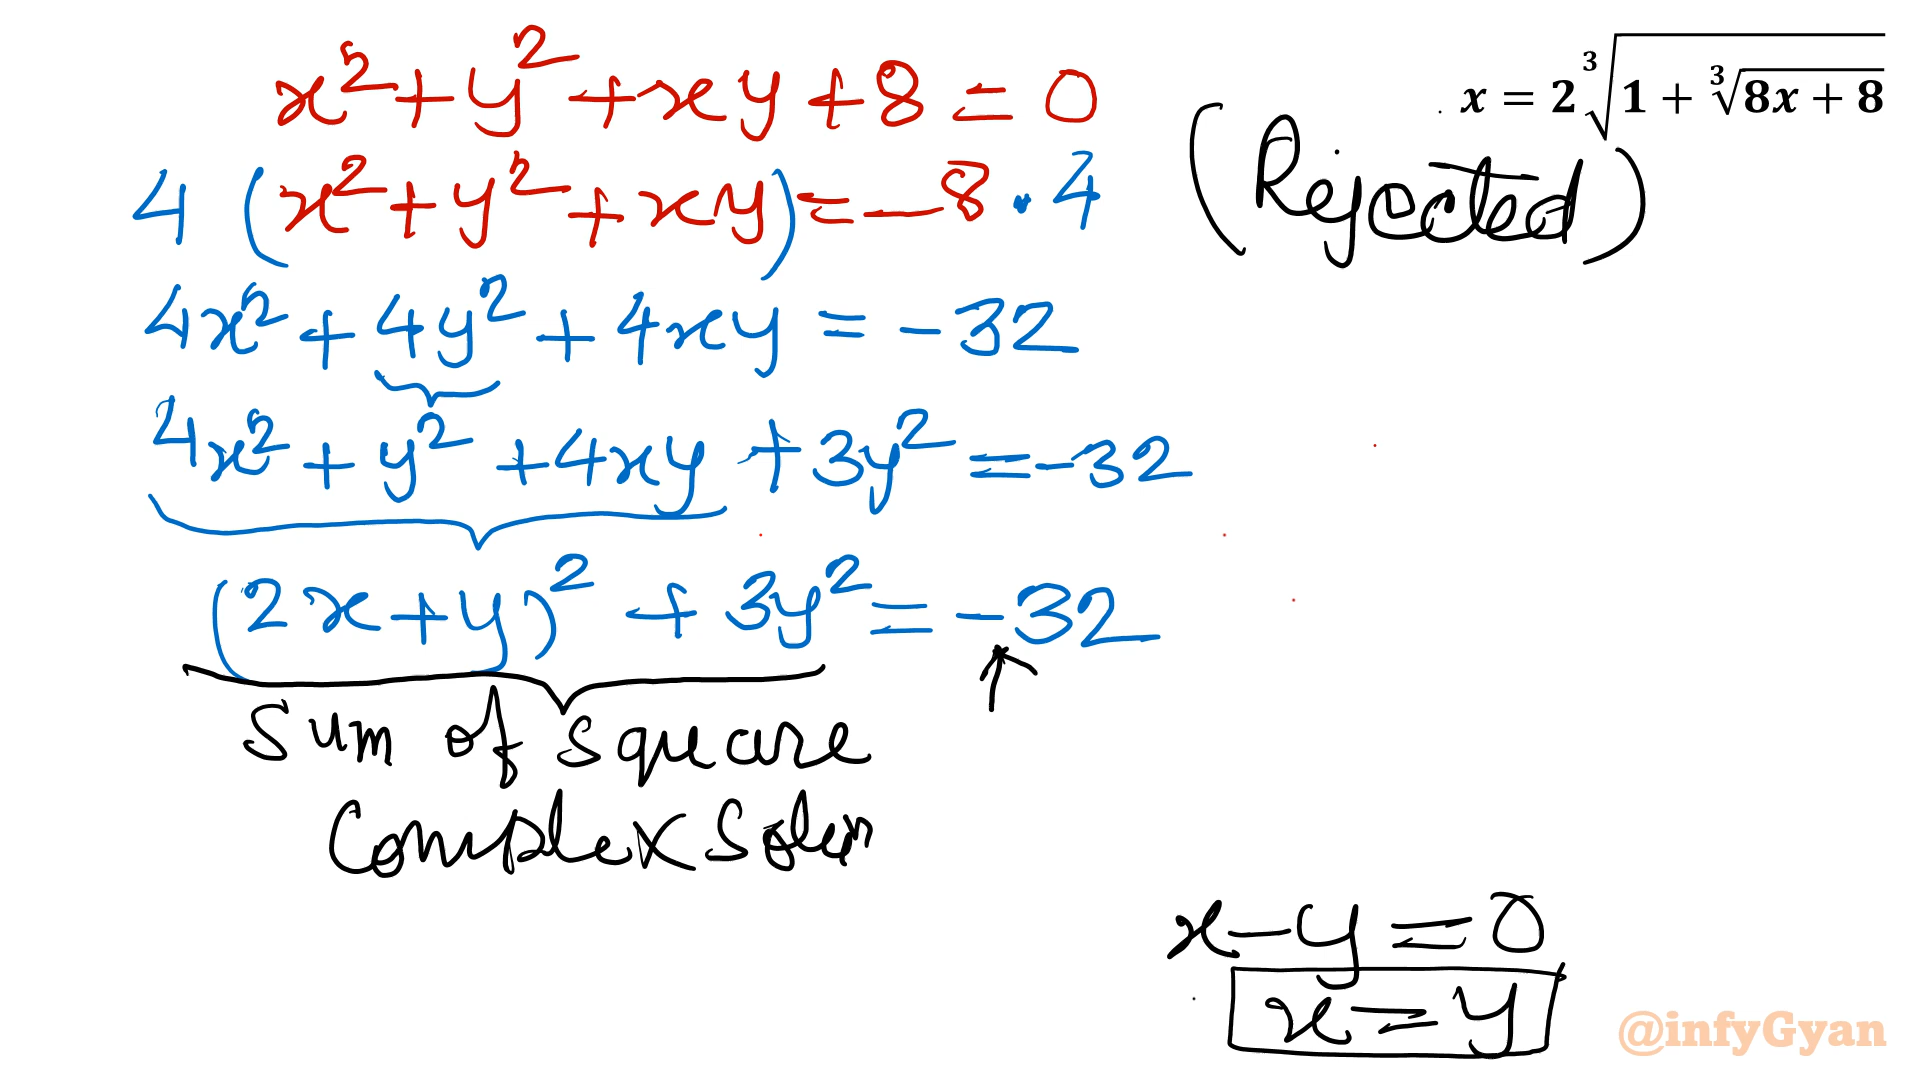 x² + y² + xy + 8 = 0
x = 2∛(1 + ∛(8x + 8))
4 (x² + y² + xy) = -8 · 4
(Rejected)
4x² + 4y² + 4xy = -32
4x² + y² + 4xy + 3y² = -32
(2x + y)² + 3y² = -32
Sum of square
Complex Soln
x - y = 0
x = y
@infyGyan